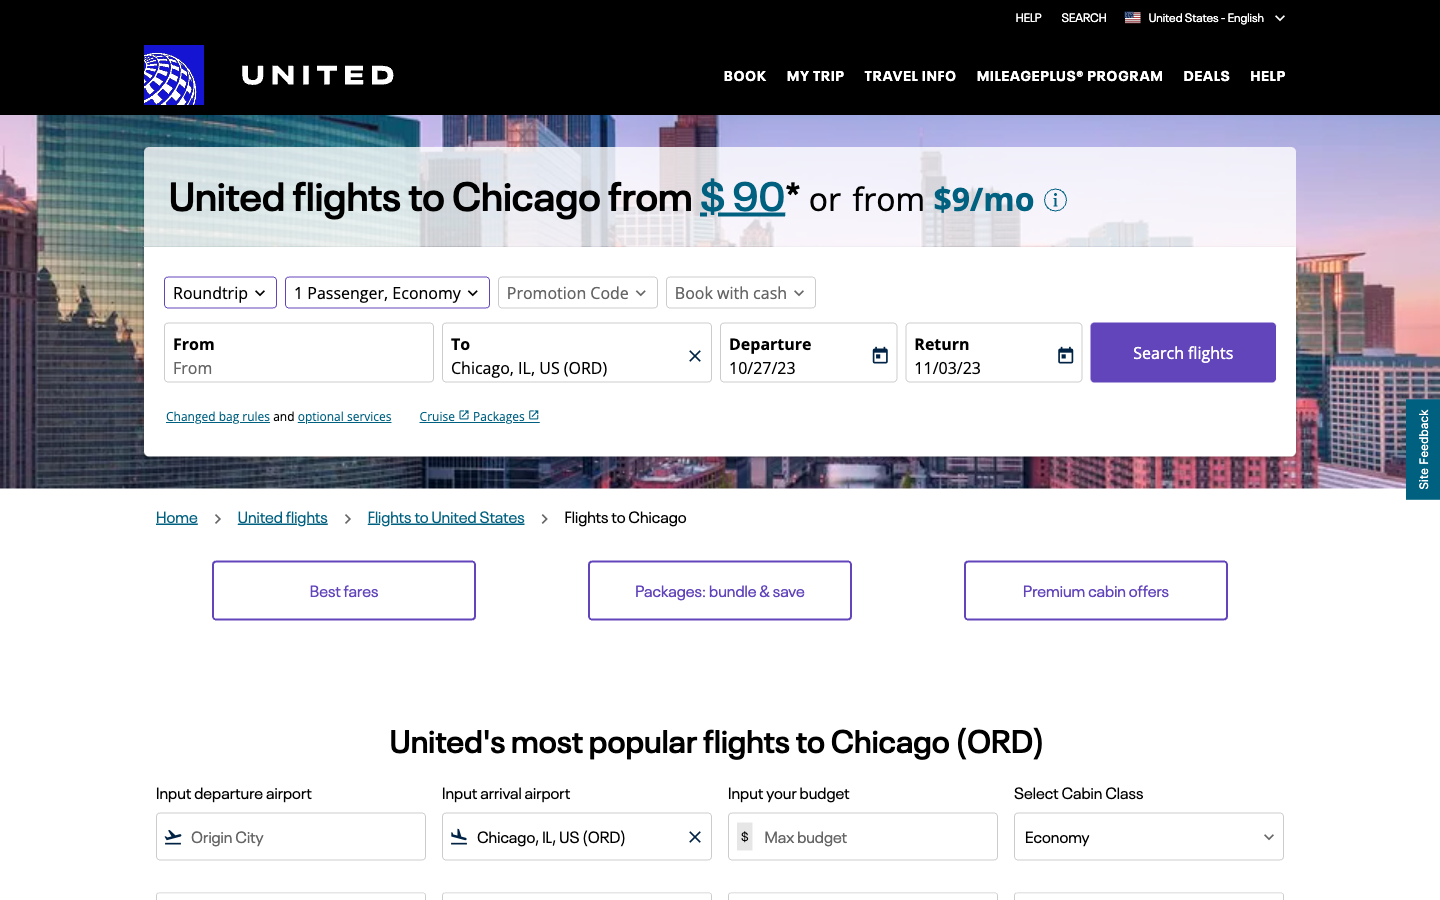 HELP SEARCH United States - English
UNITED BOOK MY TRIP TRAVEL INFO MILEAGEPLUS® PROGRAM DEALS HELP
United flights to Chicago from $ 90* or from $9/mo
Roundtrip 1 Passenger, Economy Promotion Code Book with cash
From To Departure Return
From Chicago, IL, US (ORD) 10/27/23 11/03/23 Search flights
Changed bag rules and optional services Cruise Packages
Site Feedback
Home > United flights > Flights to United States > Flights to Chicago
Best fares Packages: bundle & save Premium cabin offers
United's most popular flights to Chicago (ORD)
Input departure airport Input arrival airport Input your budget Select Cabin Class
Origin City Chicago, IL, US (ORD) $ Max budget Economy